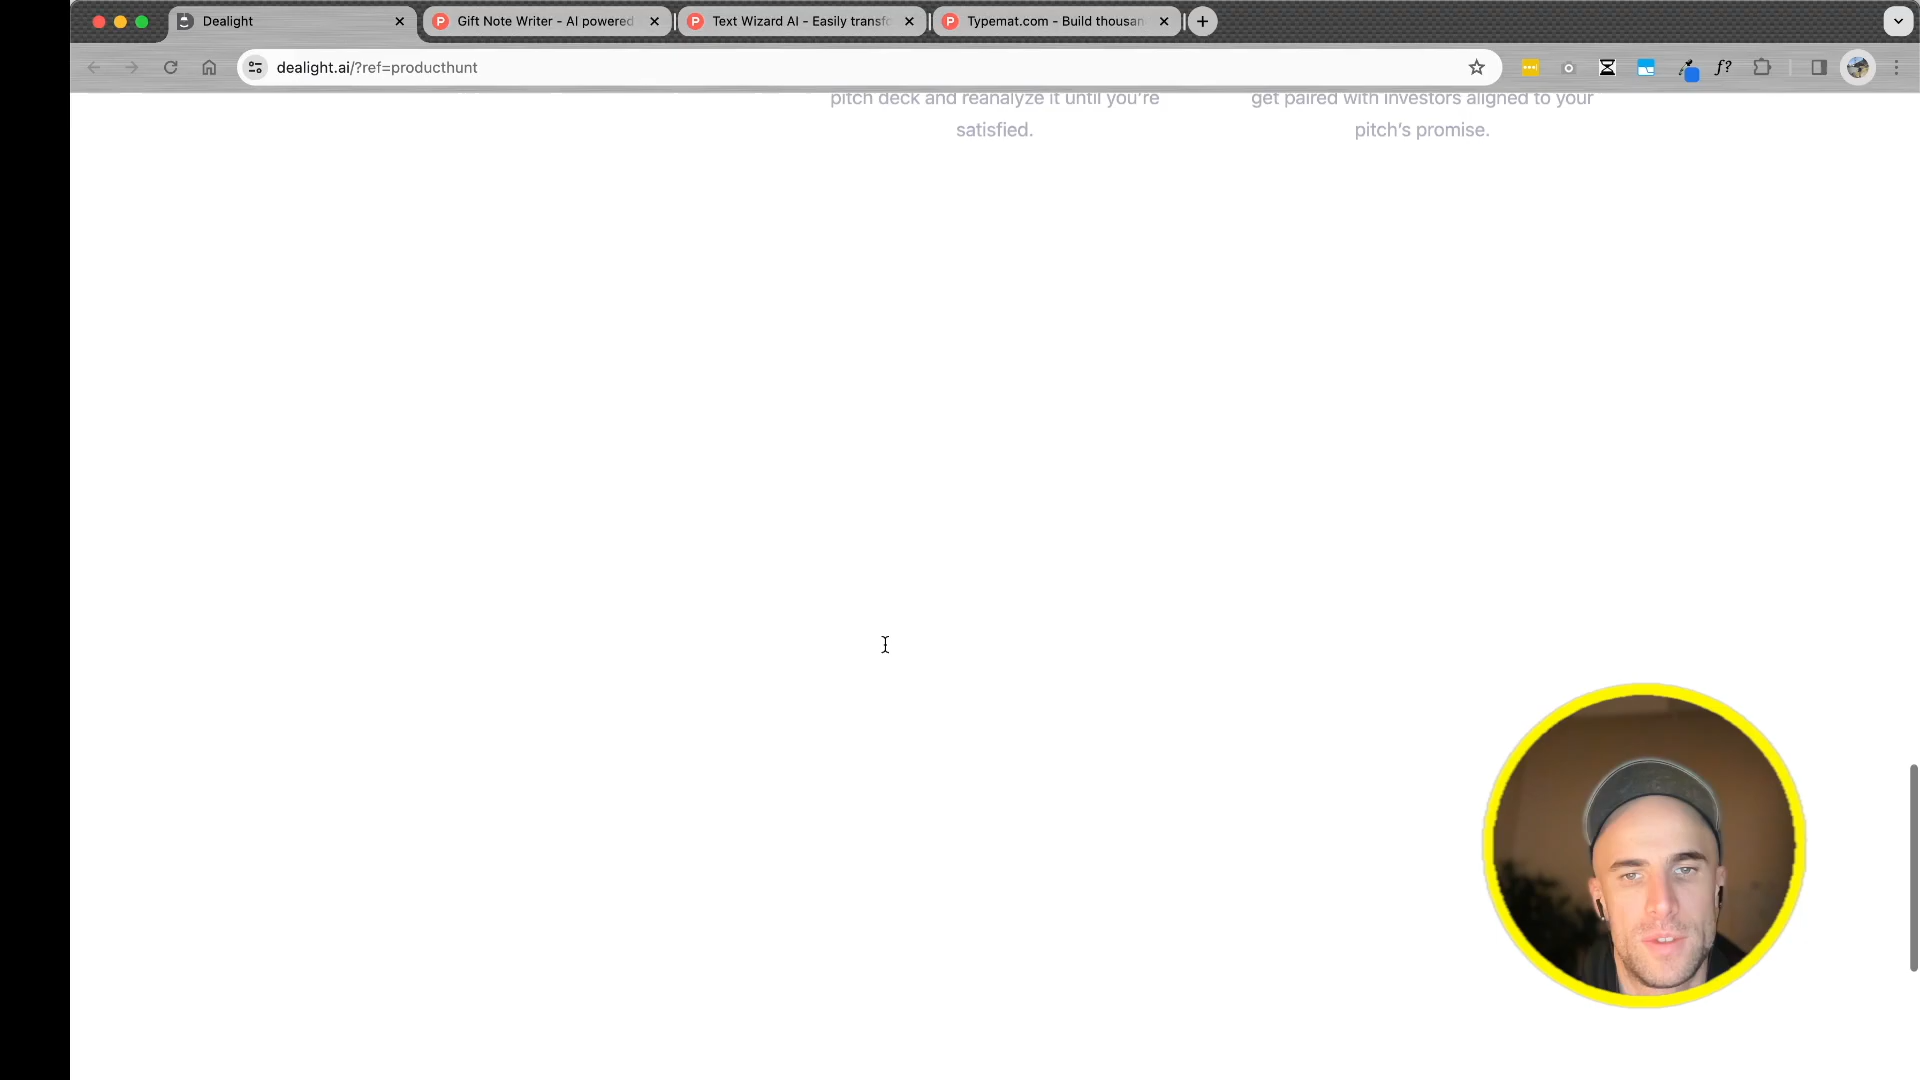 Dealight
Gift Note Writer - AI powered
Text Wizard AI - Easily transfo
Typemat.com - Build thousan
dealight.ai/?ref=producthunt
f?
pitch deck and reanalyze it until you're
satisfied.
get paired with investors aligned to your
pitch's promise.